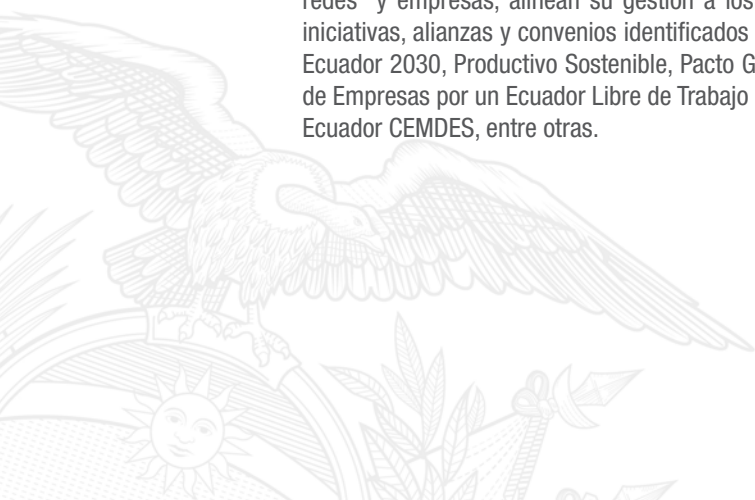 redes" y empresas, alinean su gestión a los
iniciativas, alianzas y convenios identificados
Ecuador 2030, Productivo Sostenible, Pacto G
de Empresas por un Ecuador Libre de Trabajo
Ecuador CEMDES, entre otras.